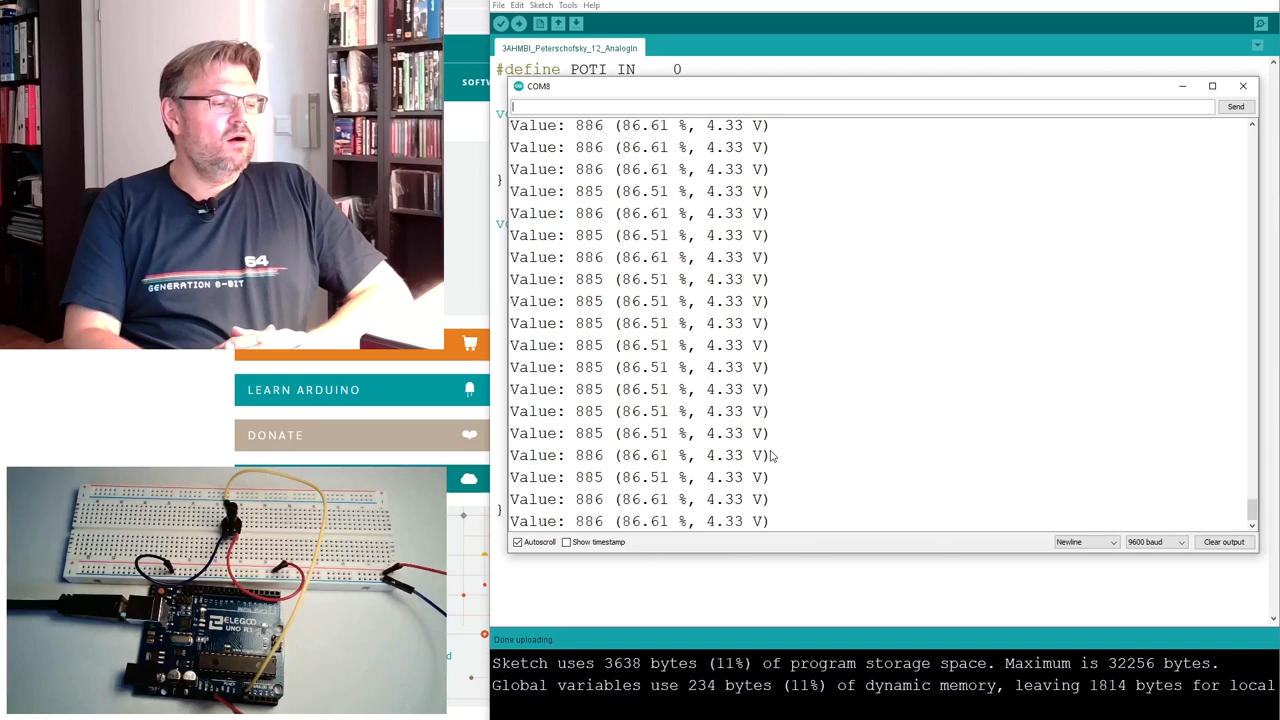 File Edit Sketch Tools Help
3AHMBI_Peterschofsky_12_AnalogIn
#define POTI_IN 0
SOFTW
COM8
Send
Value: 886 (86.61 %, 4.33 V)
Value: 886 (86.61 %, 4.33 V)
Value: 886 (86.61 %, 4.33 V)
Value: 885 (86.51 %, 4.33 V)
Value: 886 (86.61 %, 4.33 V)
Value: 885 (86.51 %, 4.33 V)
Value: 886 (86.61 %, 4.33 V)
Value: 885 (86.51 %, 4.33 V)
Value: 885 (86.51 %, 4.33 V)
Value: 885 (86.51 %, 4.33 V)
Value: 885 (86.51 %, 4.33 V)
Value: 885 (86.51 %, 4.33 V)
Value: 885 (86.51 %, 4.33 V)
Value: 885 (86.51 %, 4.33 V)
Value: 885 (86.51 %, 4.33 V)
Value: 886 (86.61 %, 4.33 V)
Value: 885 (86.51 %, 4.33 V)
Value: 886 (86.61 %, 4.33 V)
Value: 886 (86.61 %, 4.33 V)
}
}
Autoscroll Show timestamp
Newline
9600 baud
Clear output
64
GENERATION 8-BIT
LEARN ARDUINO
DONATE
ELEGOO
UNO R3
Done uploading.
Sketch uses 3638 bytes (11%) of program storage space. Maximum is 32256 bytes.
Global variables use 234 bytes (11%) of dynamic memory, leaving 1814 bytes for local